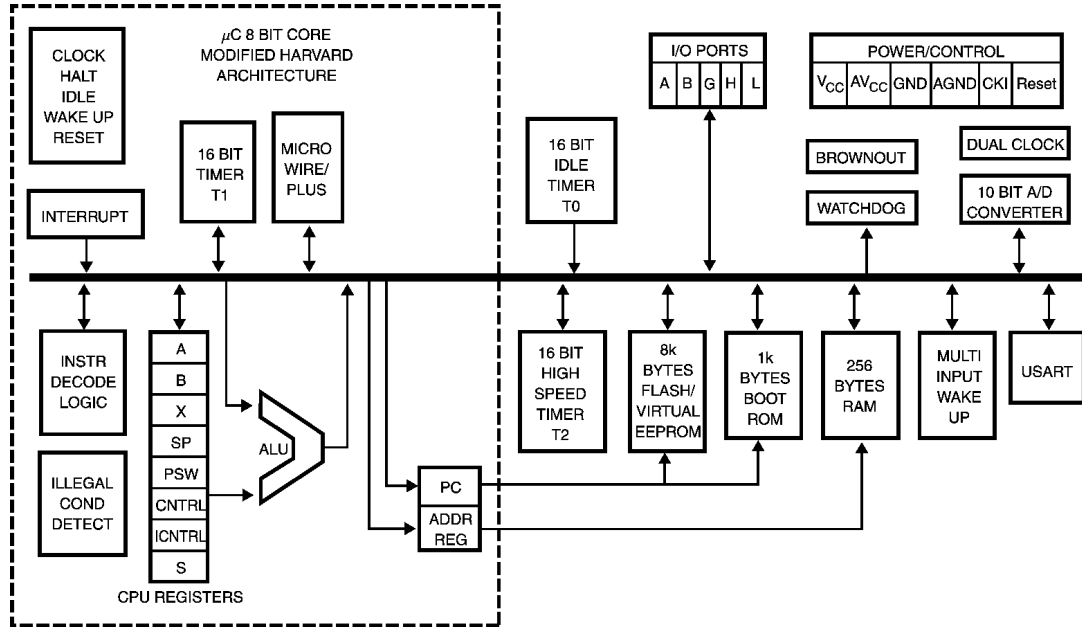 μC 8 BIT CORE
MODIFIED HARVARD
ARCHITECTURE
CLOCK
HALT
IDLE
WAKE UP
RESET
16 BIT
TIMER
T1
MICRO
WIRE/
PLUS
INTERRUPT
16 BIT
IDLE
TIMER
T0
I/O PORTS
A B G H L
POWER/CONTROL
VCC AVCC GND AGND CKI Reset
BROWNOUT
DUAL CLOCK
WATCHDOG
10 BIT A/D
CONVERTER
INSTR
DECODE
LOGIC
ILLEGAL
COND
DETECT
A
B
X
SP
PSW
CNTRL
ICNTRL
S
CPU REGISTERS
ALU
PC
ADDR
REG
16 BIT
HIGH
SPEED
TIMER
T2
8k
BYTES
FLASH/
VIRTUAL
EEPROM
1k
BYTES
BOOT
ROM
256
BYTES
RAM
MULTI
INPUT
WAKE
UP
USART